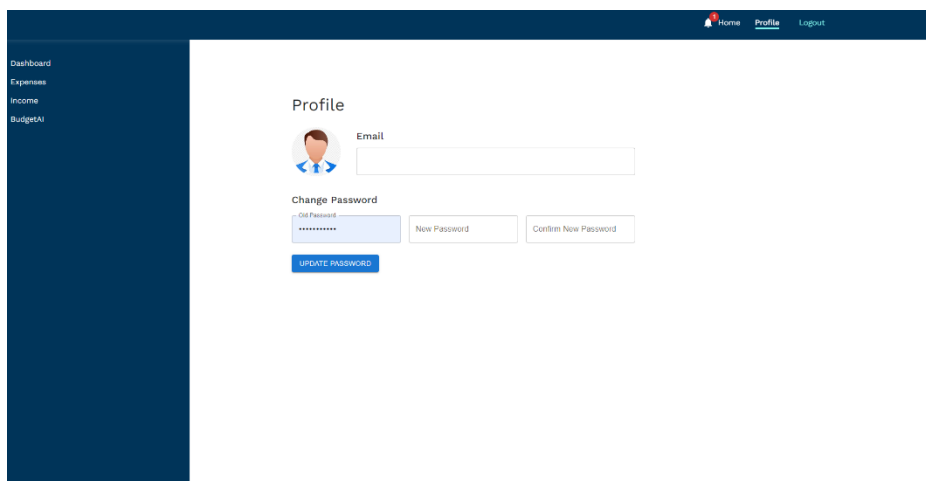 3
Home Profile Logout
Dashboard
Expenses
Income
BudgetAI
Profile
Email
Change Password
Old Password
•••••••••••
New Password
Confirm New Password
UPDATE PASSWORD